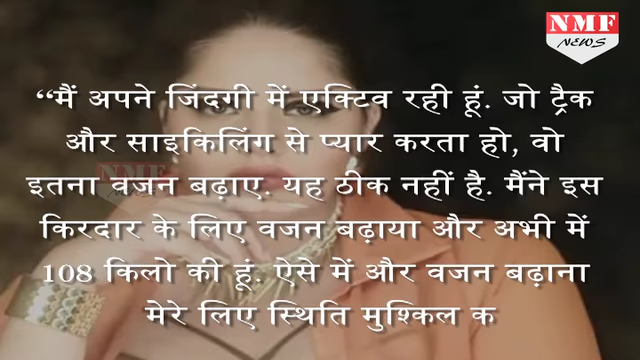 NMF
NEWS
“मैं अपने जिंदगी में एक्टिव रही हूं. जो ट्रैक
और साइकिलिंग से प्यार करता हो, वो
इतना वजन बढ़ाए. यह ठीक नहीं है. मैंने इस
किरदार के लिए वजन बढ़ाया और अभी में
108 किलो की हूं. ऐसे में और वजन बढ़ाना
मेरे लिए स्थिति मुश्किल क
NMF